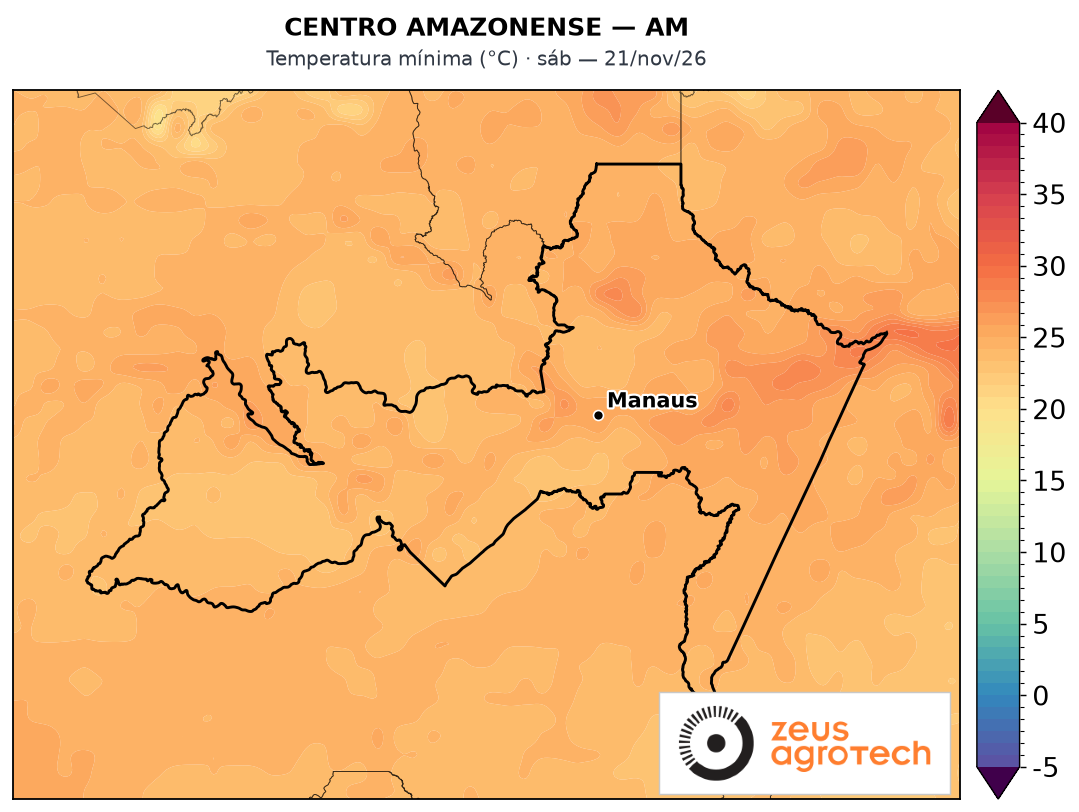 CENTRO AMAZONENSE — AM
Temperatura mínima (°C) · sáb — 21/nov/26
40
35
30
25
20
15
10
5
0
-5
Manaus
zeus
agrotech